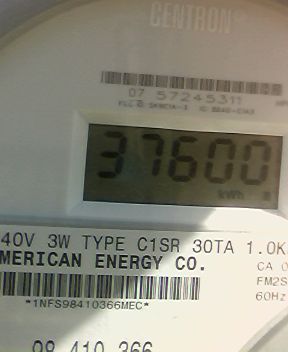 CENTRON®
07 57245311
37600
kWh
40V 3W TYPE C1SR 30TA 1.0K
MERICAN ENERGY CO.
CA 0
FM2S
60Hz
*1NFS98410366MEC*
98 410 366